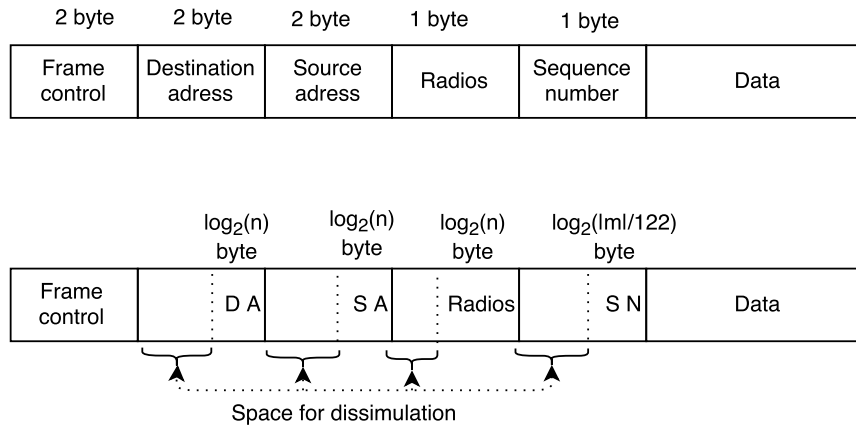 2 byte 2 byte 2 byte 1 byte 1 byte
Frame control Destination adress Source adress Radios Sequence number Data
log₂(n) byte log₂(n) byte log₂(n) byte log₂(lml/122) byte
Frame control D A S A Radios S N Data
Space for dissimulation